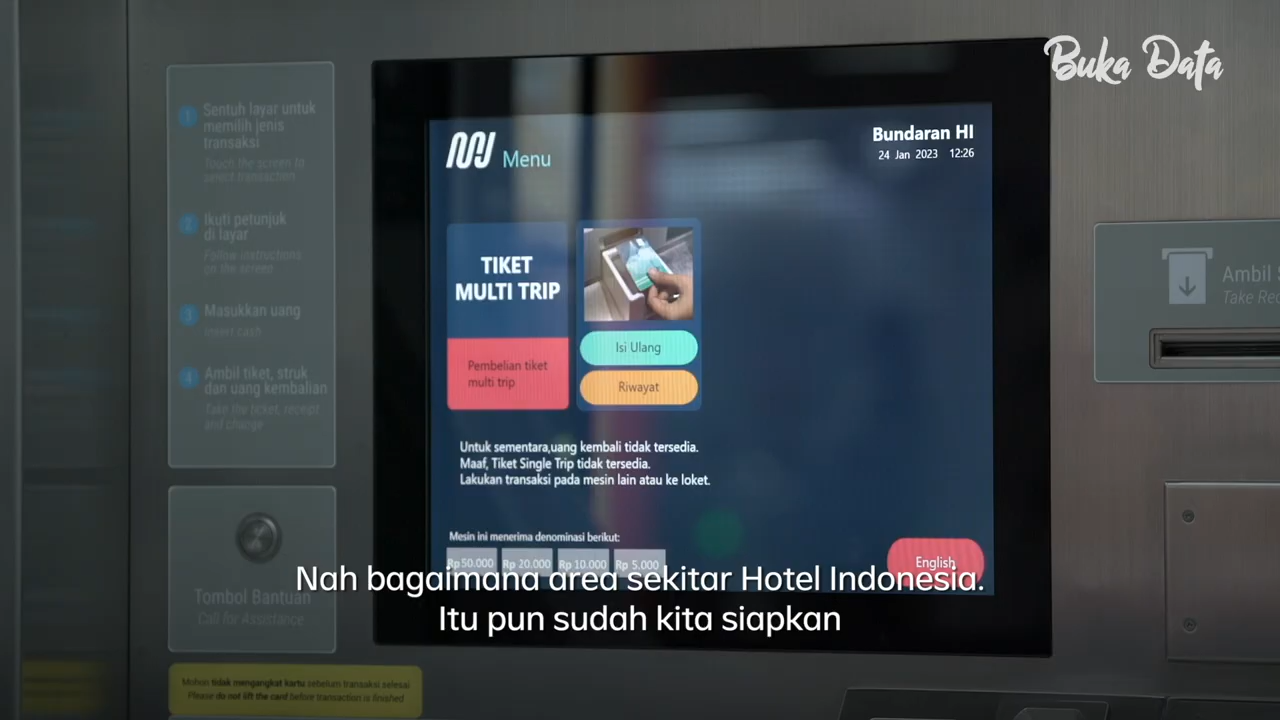 Buka Data
1 Sentuh layar untuk
memilih jenis
transaksi
Touch the screen to
select transaction
2 Ikuti petunjuk
di layar
Follow instructions
on the screen
3 Masukkan uang
Insert cash
4 Ambil tiket, struk
dan uang kembalian
Take the ticket, receipt
and change
Tombol Bantuan
Call for Assistance
Mohon tidak mengangkat kartu sebelum transaksi selesai
Please do not lift the card before transaction is finished
Menu
Bundaran HI
24 Jan 2023 12:26
TIKET
MULTI TRIP
Pembelian tiket
multi trip
Isi Ulang
Riwayat
Untuk sementara,uang kembali tidak tersedia.
Maaf, Tiket Single Trip tidak tersedia.
Lakukan transaksi pada mesin lain atau ke loket.
Mesin ini menerima denominasi berikut:
Rp 50.000 Rp 20.000 Rp 10.000 Rp 5.000
English
Ambil
Take
Nah bagaimana area sekitar Hotel Indonesia.
Itu pun sudah kita siapkan